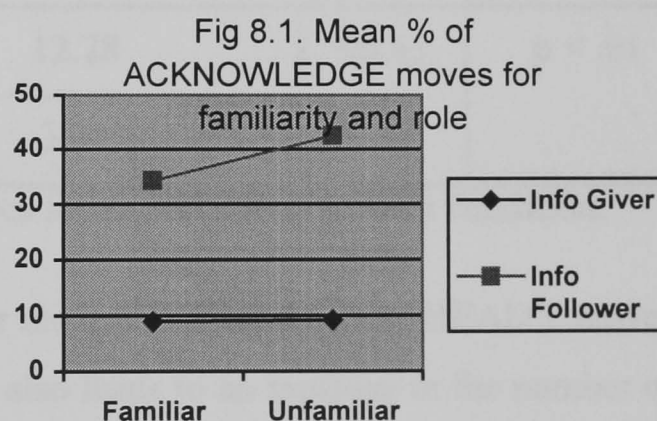 Fig 8.1. Mean % of
ACKNOWLEDGE moves for
familiarity and role
50
40
30
20
10
0
Familiar Unfamiliar
Info Giver
Info
Follower